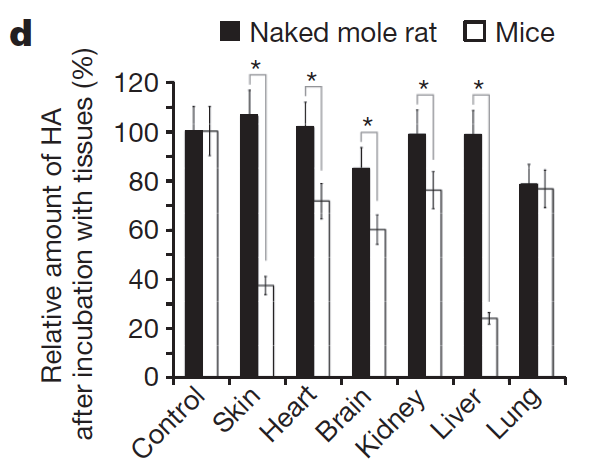 d
Naked mole rat Mice
Relative amount of HA
after incubation with tissues (%)
120
100
80
60
40
20
0
* * * * *
Control Skin Heart Brain Kidney Liver Lung